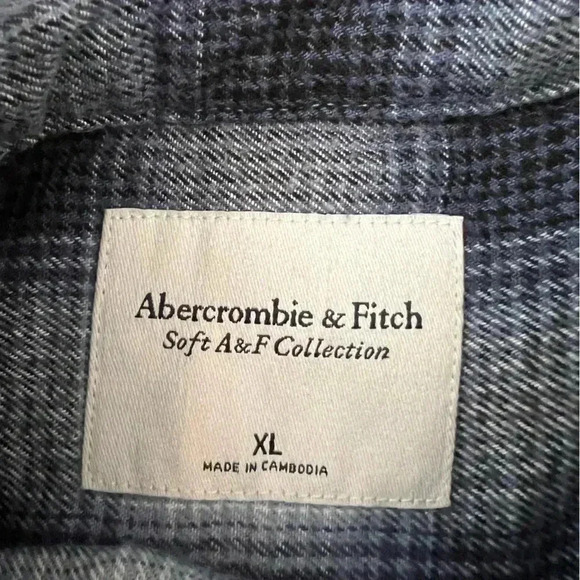 Abercrombie & Fitch
Soft A&F Collection
XL
MADE IN CAMBODIA